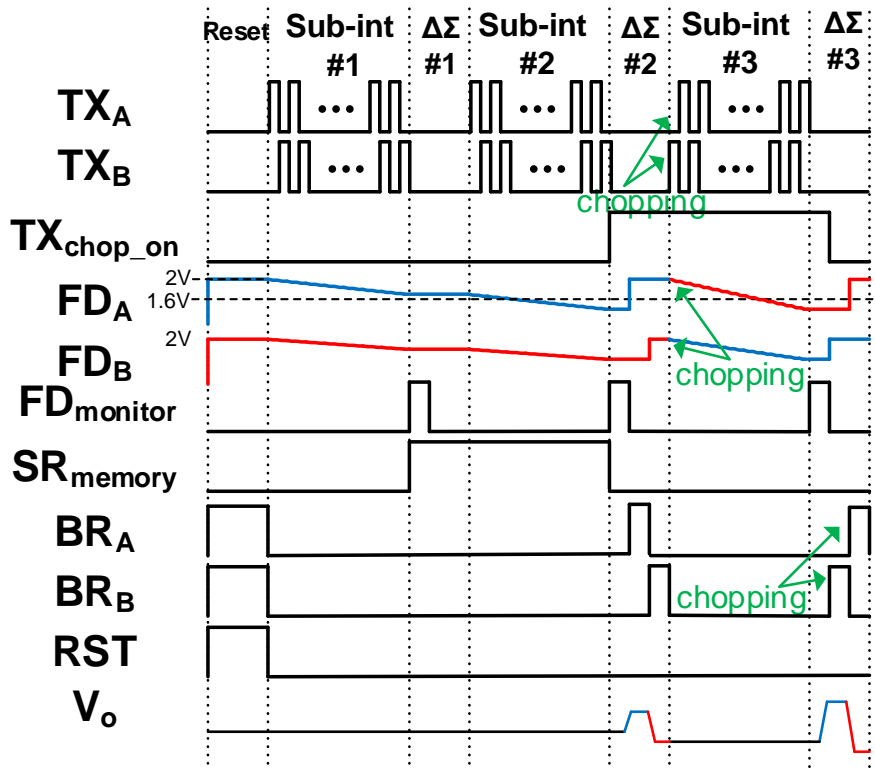 Reset Sub-int ΔΣ Sub-int ΔΣ Sub-int ΔΣ
#1 #1 #2 #2 #3 #3
TXA
•••
•••
•••
TXB
•••
•••
•••
chopping
TXchop_on
2V
FDA
1.6V
2V
FDB
chopping
FDmonitor
SRmemory
BRA
BRB
chopping
RST
Vo